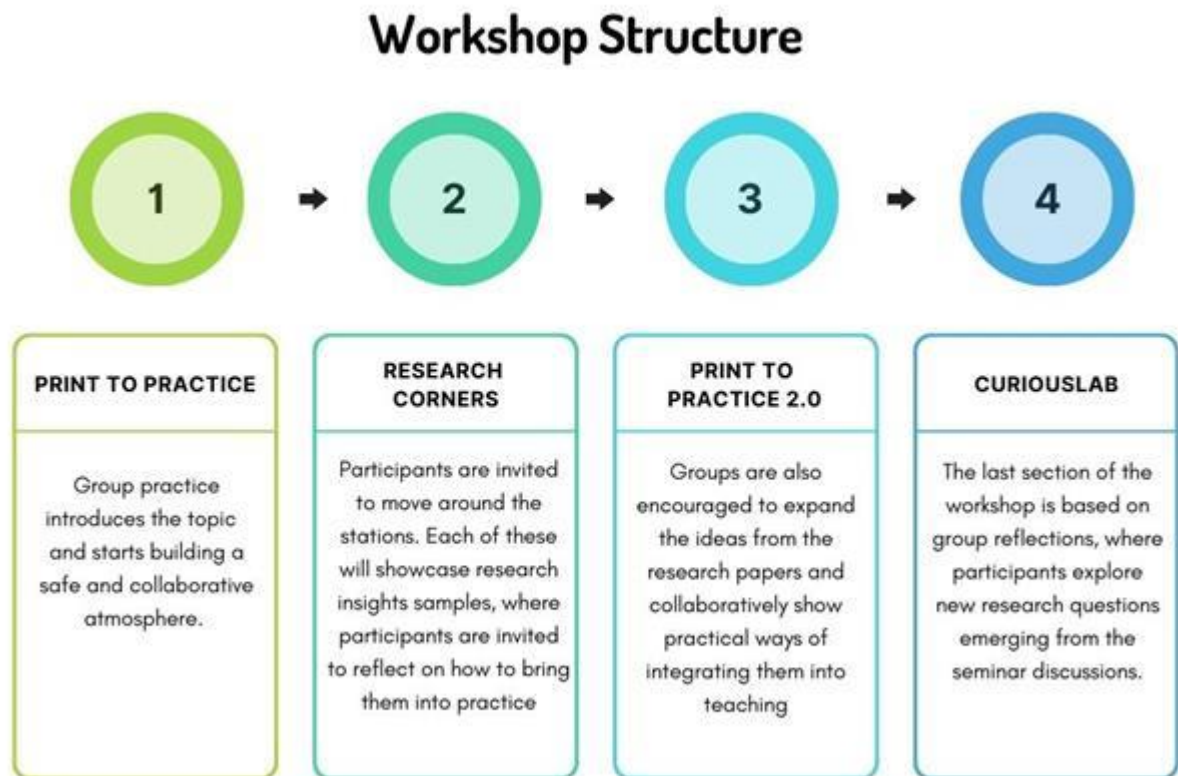 Workshop Structure
1
2
3
4
PRINT TO PRACTICE
Group practice
introduces the topic
and starts building a
safe and collaborative
atmosphere.
RESEARCH
CORNERS
Participants are invited
to move around the
stations. Each of these
will showcase research
insights samples, where
participants are invited
to reflect on how to bring
them into practice
PRINT TO
PRACTICE 2.0
Groups are also
encouraged to expand
the ideas from the
research papers and
collaboratively show
practical ways of
integrating them into
teaching
CURIOUSLAB
The last section of the
workshop is based on
group reflections, where
participants explore
new research questions
emerging from the
seminar discussions.